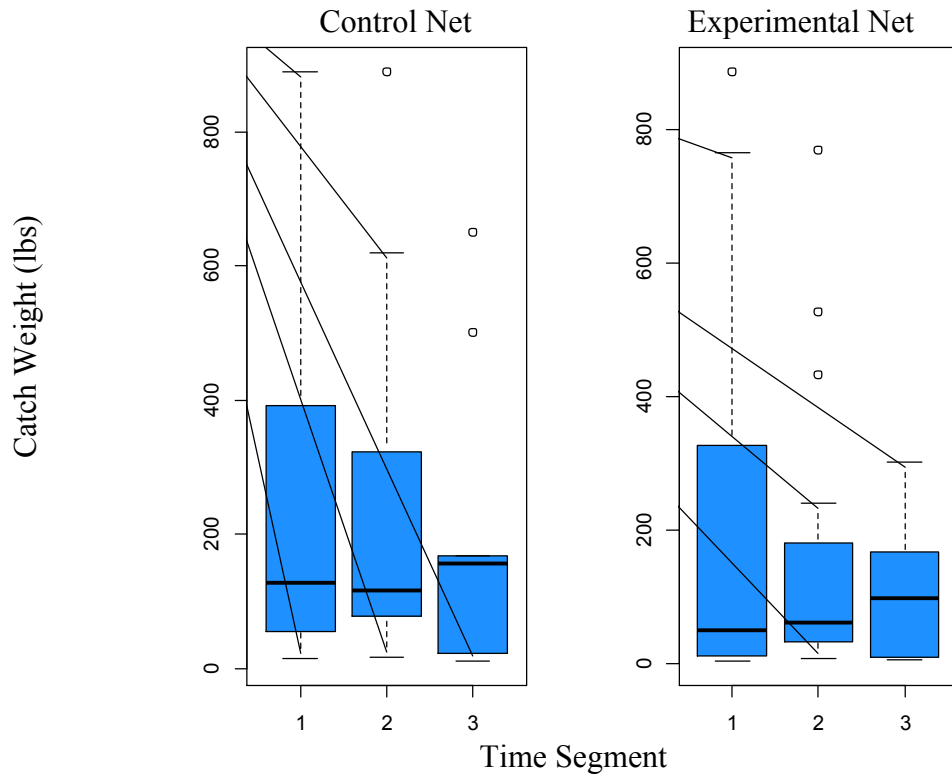 Control Net
Experimental Net
Catch Weight (lbs)
800
600
400
200
0
1 2 3
800
600
400
200
0
1 2 3
Time Segment